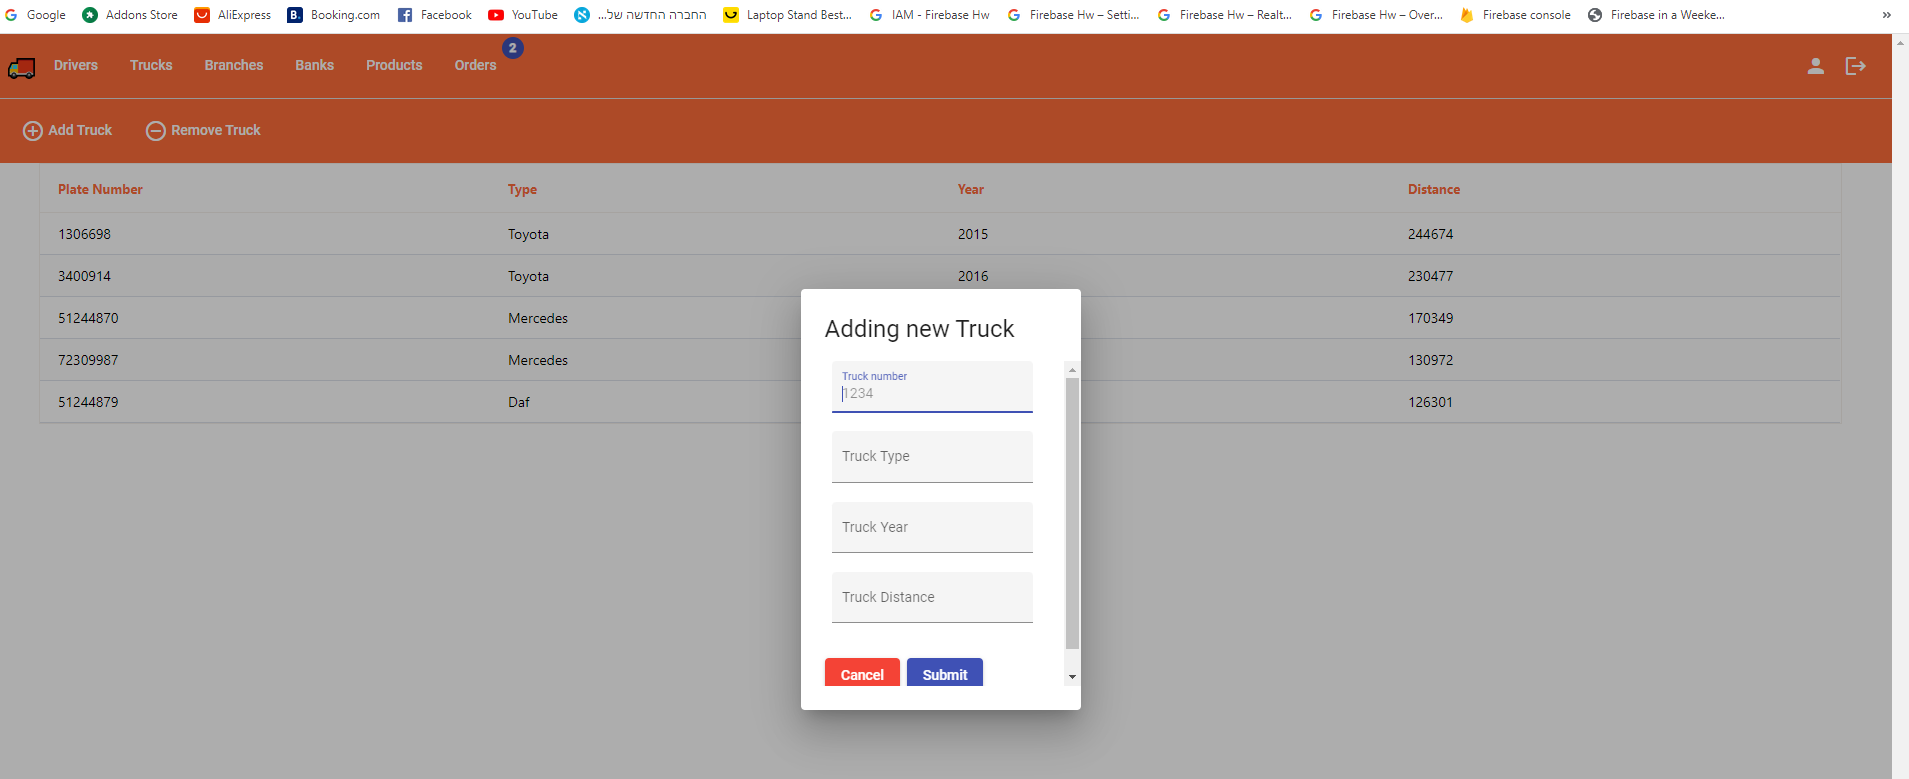 Google Addons Store AliExpress B. Booking.com Facebook YouTube ...החברה החדשה של Laptop Stand Best... IAM - Firebase Hw Firebase Hw – Setti... Firebase Hw – Realt... Firebase Hw – Over... Firebase console Firebase in a Weeke... »
Drivers Trucks Branches Banks Products Orders 2
Add Truck Remove Truck
Plate Number Type Year Distance
1306698 Toyota 2015 244674
3400914 Toyota 2016 230477
51244870 Mercedes 170349
72309987 Mercedes 130972
51244879 Daf 126301
Adding new Truck
Truck number
1234
Truck Type
Truck Year
Truck Distance
Cancel Submit